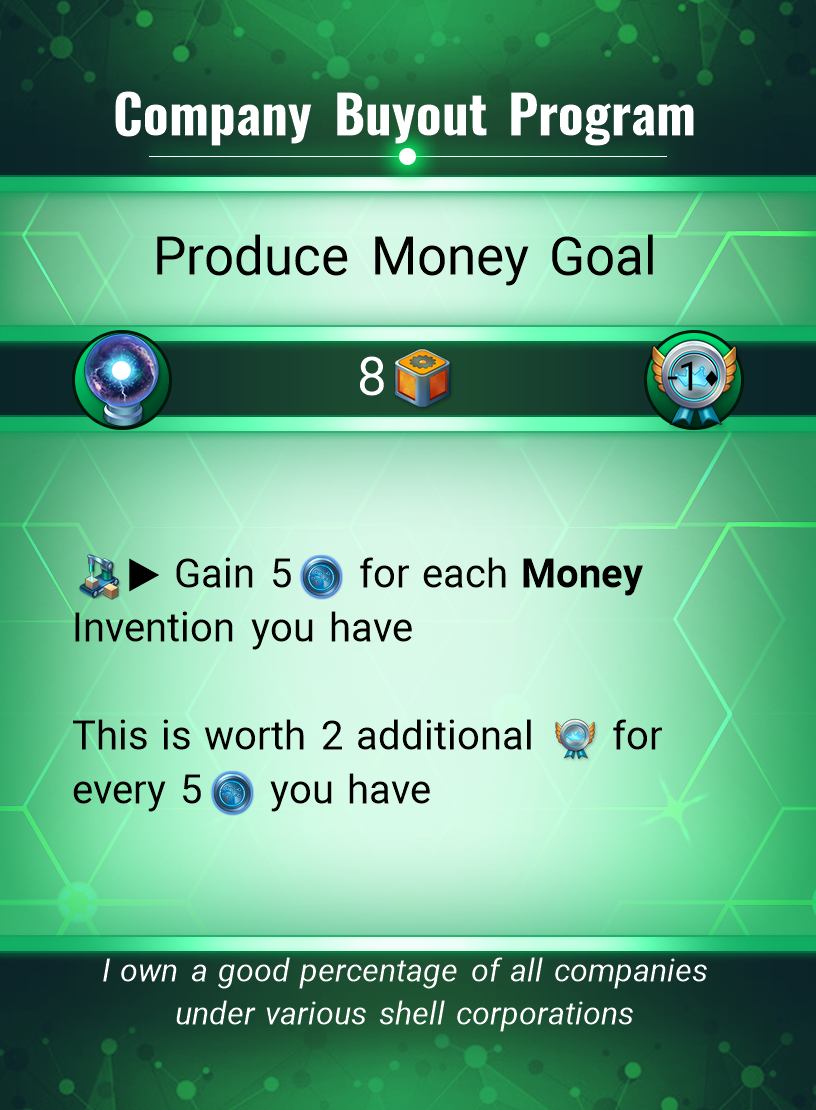 Company Buyout Program
Produce Money Goal
8
-1♦
▶ Gain 5 for each Money
Invention you have
This is worth 2 additional for
every 5 you have
I own a good percentage of all companies
under various shell corporations